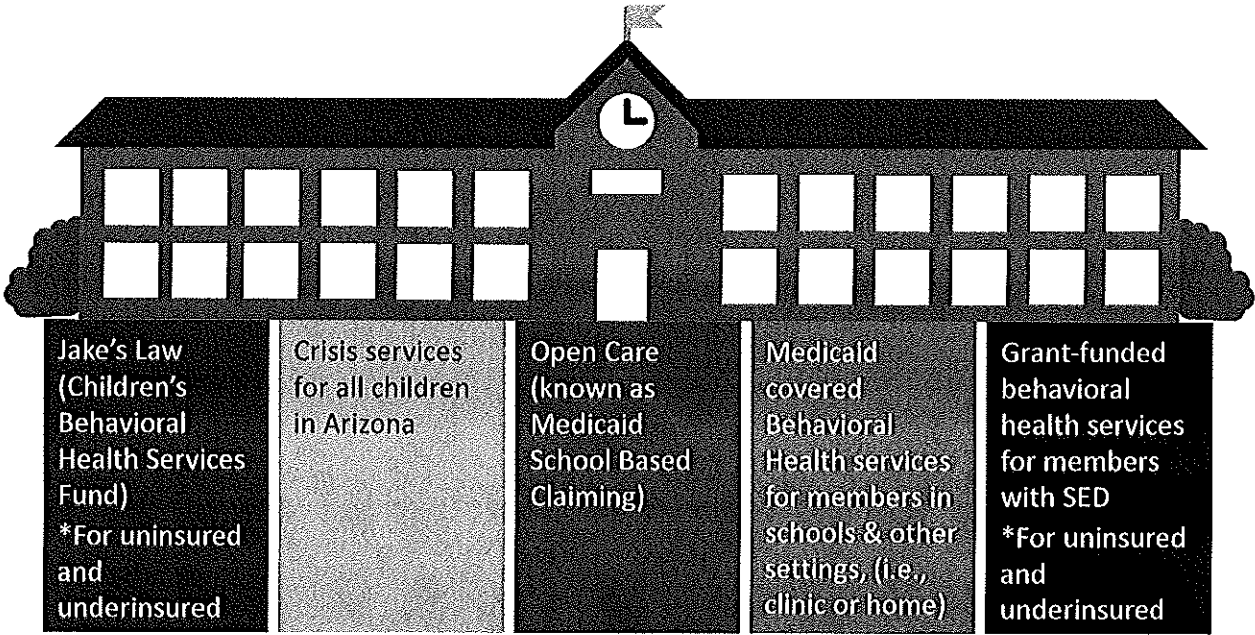 Jake's Law
(Children's
Behavioral
Health Services
Fund)
*For uninsured
and
underinsured
Crisis services
for all children
in Arizona
Open Care
(known as
Medicaid
School Based
Claiming)
Medicaid
covered
Behavioral
Health services
for members in
schools & other
settings, (i.e.,
clinic or home)
Grant-funded
behavioral
health services
for members
with SED
*For uninsured
and
underinsured